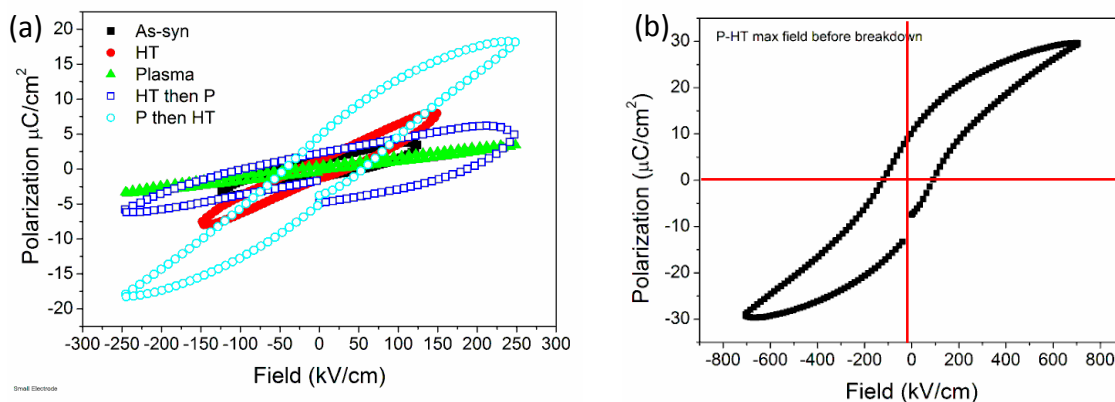 (a)
As-syn
HT
Plasma
HT then P
P then HT
Polarization μC/cm²
20
15
10
5
0
-5
-10
-15
-20
-300 -250 -200 -150 -100 -50 0 50 100 150 200 250 300
Field (kV/cm)
Small Electrode
(b)
P-HT max field before breakdown
Polarization (μC/cm²)
30
20
10
0
-10
-20
-30
-800 -600 -400 -200 0 200 400 600 800
Field (kV/cm)